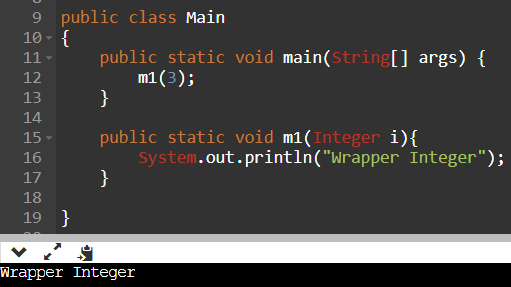 9 public class Main
10 {
11 public static void main(String[] args) {
12 m1(3);
13 }
14
15 public static void m1(Integer i){
16 System.out.println("Wrapper Integer");
17 }
18
19 }
Wrapper Integer